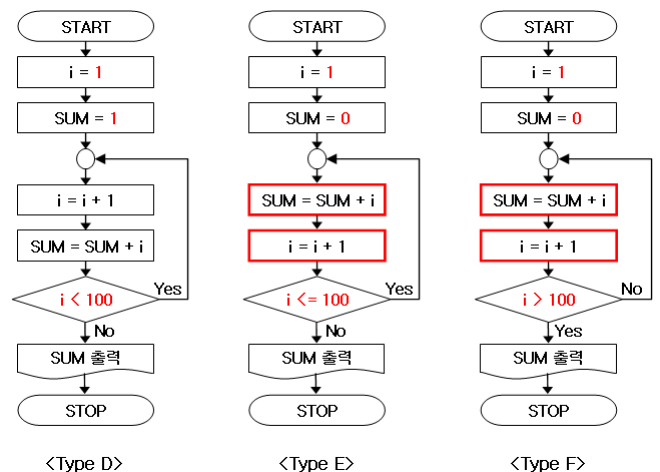 START
i = 1
SUM = 1
i = i + 1
SUM = SUM + i
i < 100
Yes
No
SUM 출력
STOP
<Type D>
START
i = 1
SUM = 0
SUM = SUM + i
i = i + 1
i <= 100
Yes
No
SUM 출력
STOP
<Type E>
START
i = 1
SUM = 0
SUM = SUM + i
i = i + 1
i > 100
No
Yes
SUM 출력
STOP
<Type F>